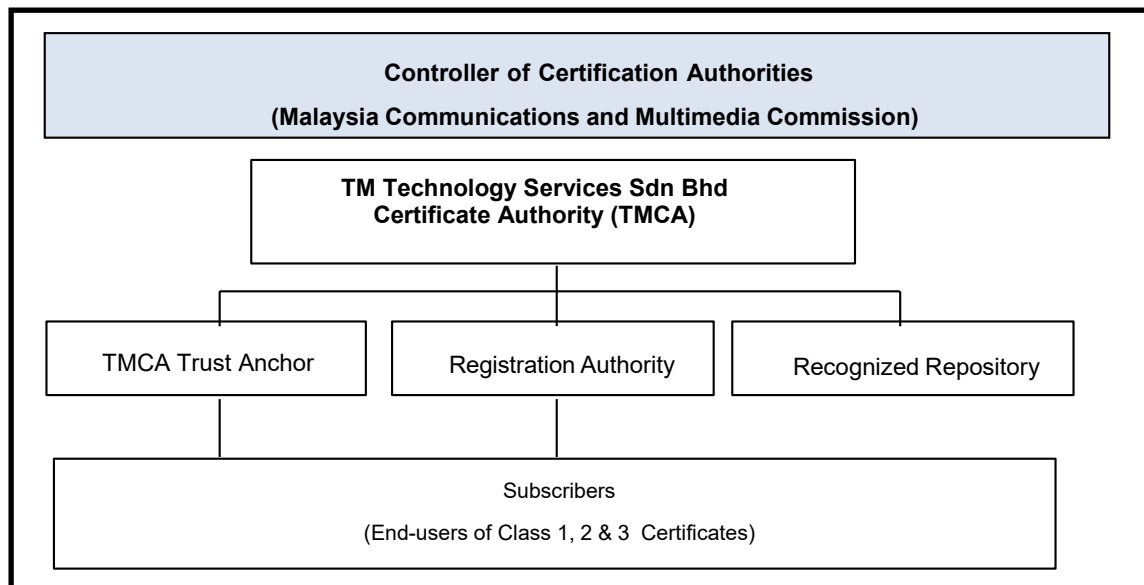 Controller of Certification Authorities
(Malaysia Communications and Multimedia Commission)
TM Technology Services Sdn Bhd
Certificate Authority (TMCA)
TMCA Trust Anchor
Registration Authority
Recognized Repository
Subscribers
(End-users of Class 1, 2 & 3 Certificates)